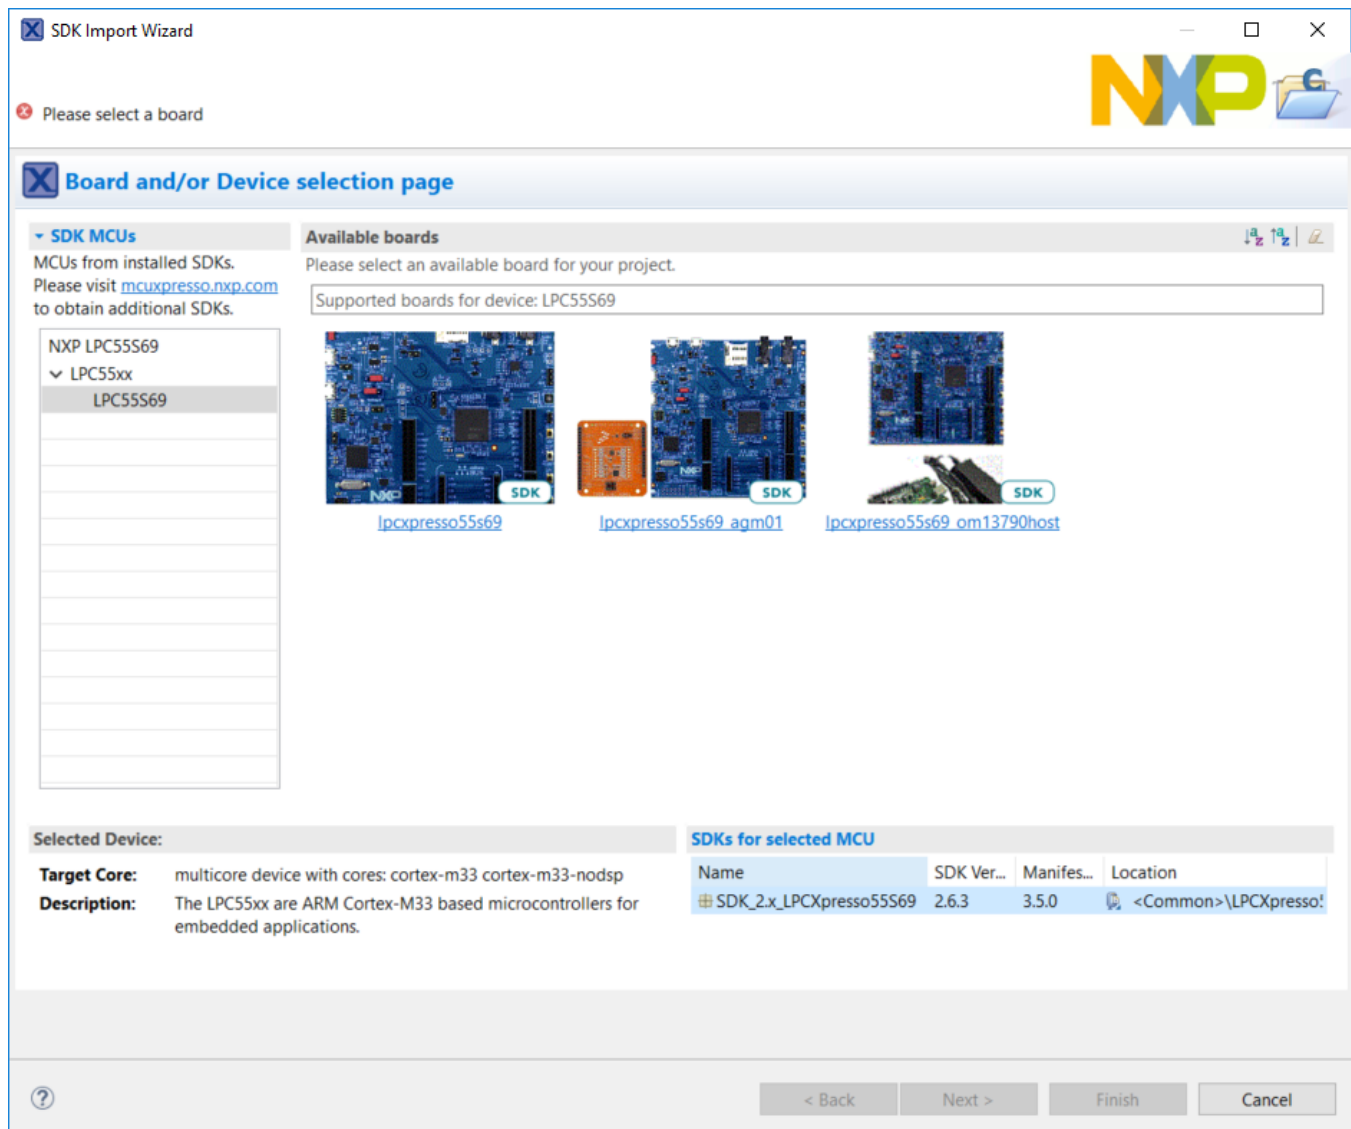 SDK Import Wizard
Please select a board
NXP
Board and/or Device selection page
SDK MCUs
MCUs from installed SDKs.
Please visit mcuxpresso.nxp.com
to obtain additional SDKs.
NXP LPC55S69
LPC55xx
LPC55S69
Available boards
Please select an available board for your project.
Supported boards for device: LPC55S69
NXP
SDK
lpcxpresso55s69
NXP
SDK
lpcxpresso55s69_agm01
SDK
lpcxpresso55s69_om13790host
Selected Device:
Target Core: multicore device with cores: cortex-m33 cortex-m33-nodsp
Description: The LPC55xx are ARM Cortex-M33 based microcontrollers for
embedded applications.
SDKs for selected MCU
Name SDK Ver... Manifes... Location
SDK_2.x_LPCXpresso55S69 2.6.3 3.5.0 <Common>\LPCXpresso
< Back Next > Finish Cancel